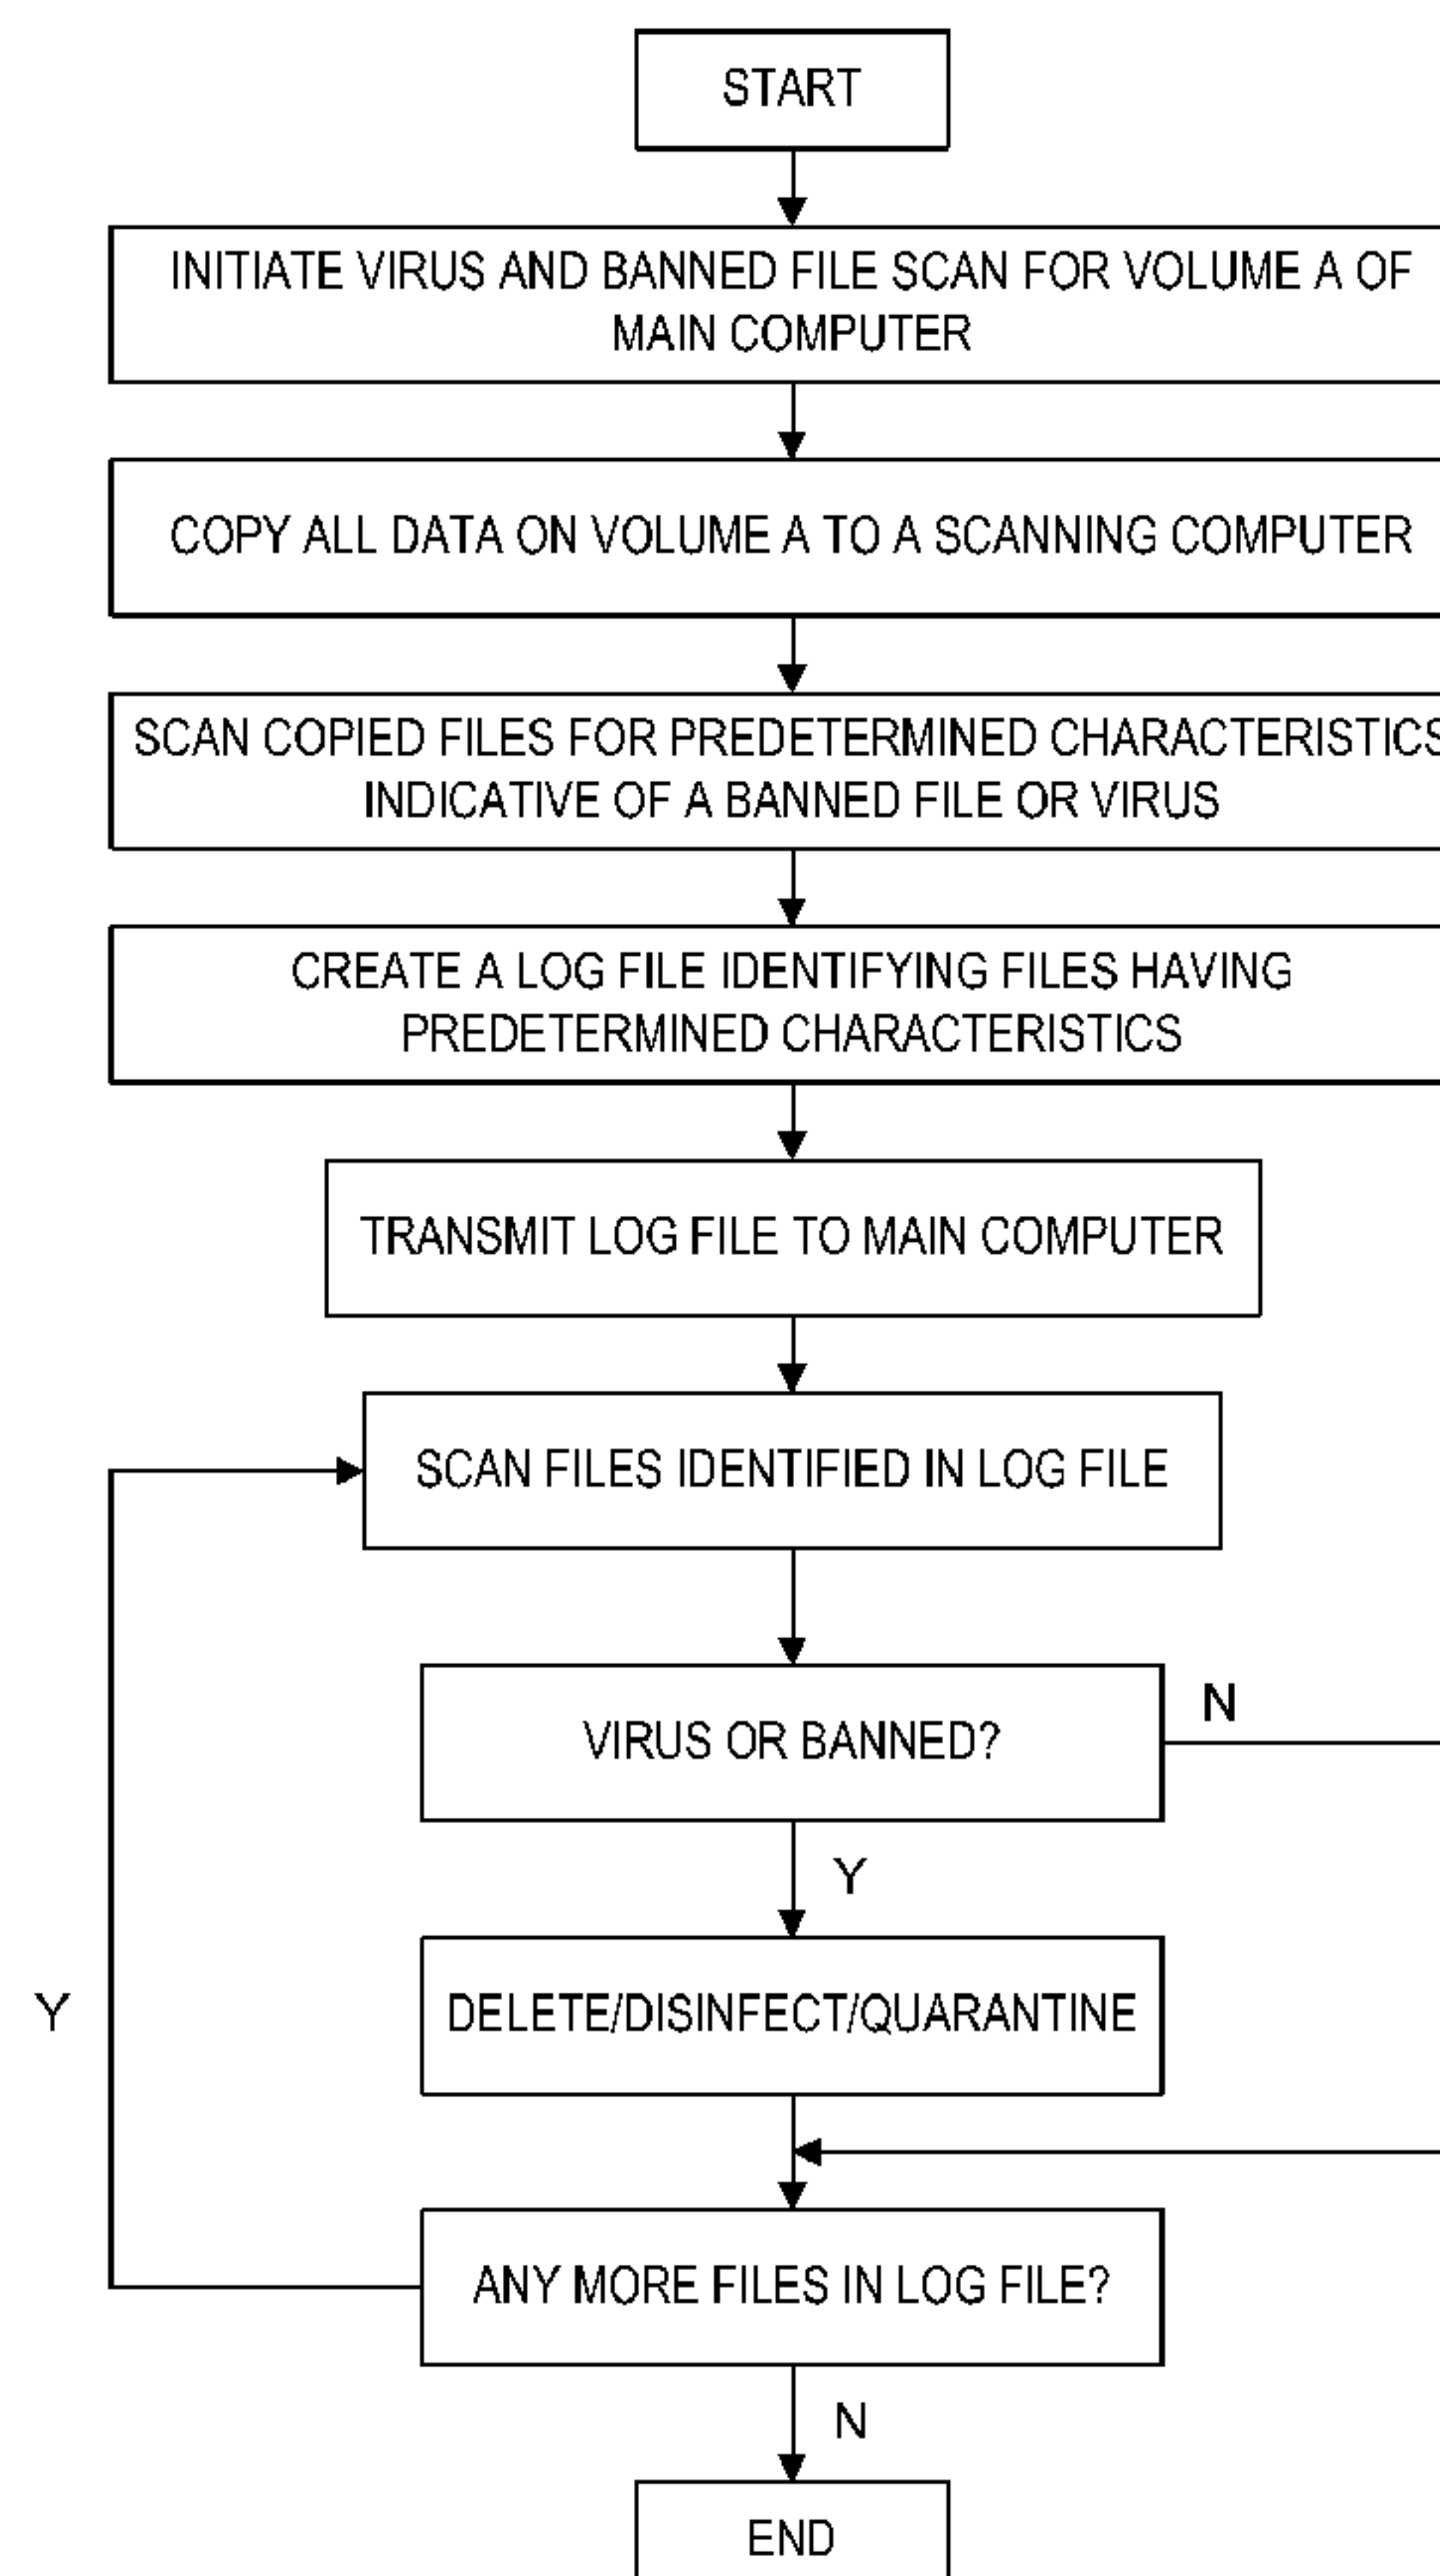 START
INITIATE VIRUS AND BANNED FILE SCAN FOR VOLUME A OF
MAIN COMPUTER
COPY ALL DATA ON VOLUME A TO A SCANNING COMPUTER
SCAN COPIED FILES FOR PREDETERMINED CHARACTERISTICS
INDICATIVE OF A BANNED FILE OR VIRUS
CREATE A LOG FILE IDENTIFYING FILES HAVING
PREDETERMINED CHARACTERISTICS
TRANSMIT LOG FILE TO MAIN COMPUTER
SCAN FILES IDENTIFIED IN LOG FILE
VIRUS OR BANNED?
N
Y
DELETE/DISINFECT/QUARANTINE
Y
ANY MORE FILES IN LOG FILE?
N
END